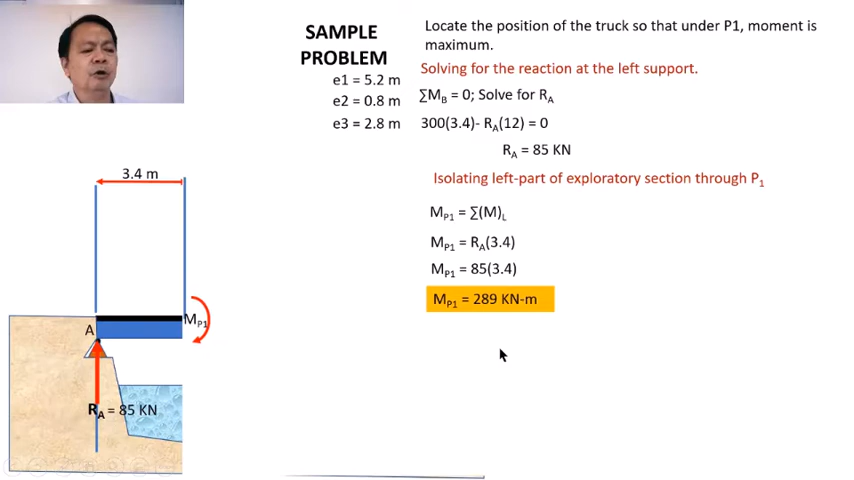 SAMPLE
PROBLEM
e1 = 5.2 m
e2 = 0.8 m
e3 = 2.8 m
Locate the position of the truck so that under P1, moment is
maximum.
Solving for the reaction at the left support.
∑M_B = 0; Solve for R_A
300(3.4)- R_A(12) = 0
R_A = 85 KN
Isolating left-part of exploratory section through P_1
M_P1 = ∑(M)_L
M_P1 = R_A(3.4)
M_P1 = 85(3.4)
M_P1 = 289 KN-m
3.4 m
M_P1
A
R_A = 85 KN